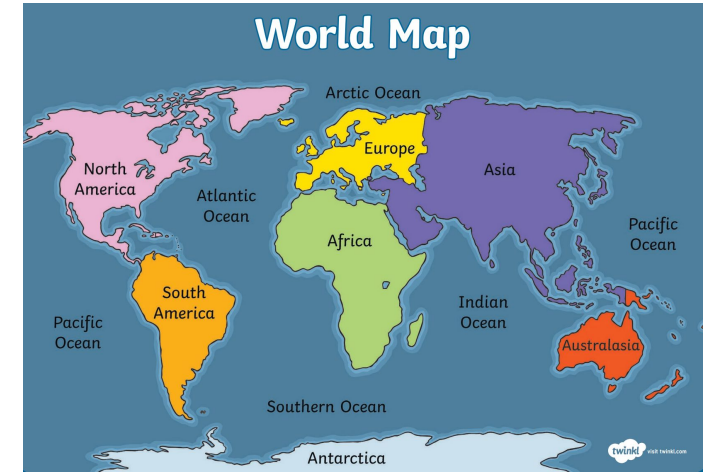 World Map
Arctic Ocean
Europe
North
America
Asia
Atlantic
Ocean
Africa
Pacific
Ocean
South
America
Indian
Ocean
Pacific
Ocean
Australasia
Southern Ocean
Antarctica
twinkl visit twinkl.com